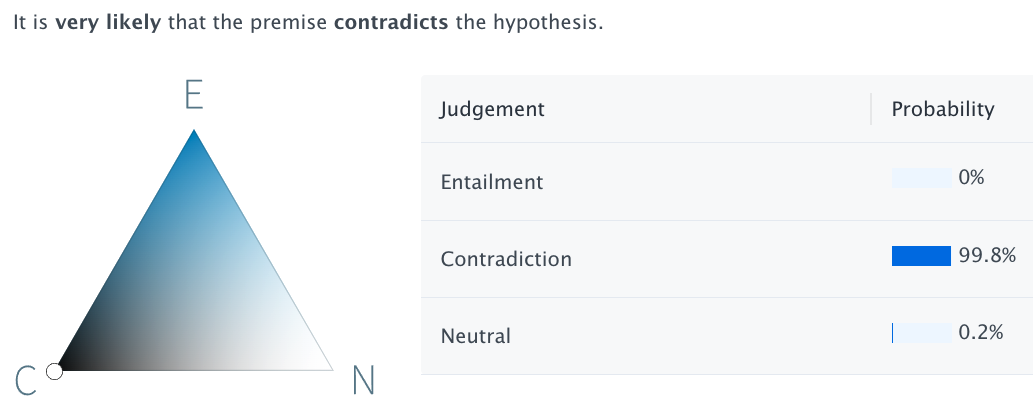 It is very likely that the premise contradicts the hypothesis.
E
C
N
Judgement Probability
Entailment 0%
Contradiction 99.8%
Neutral 0.2%